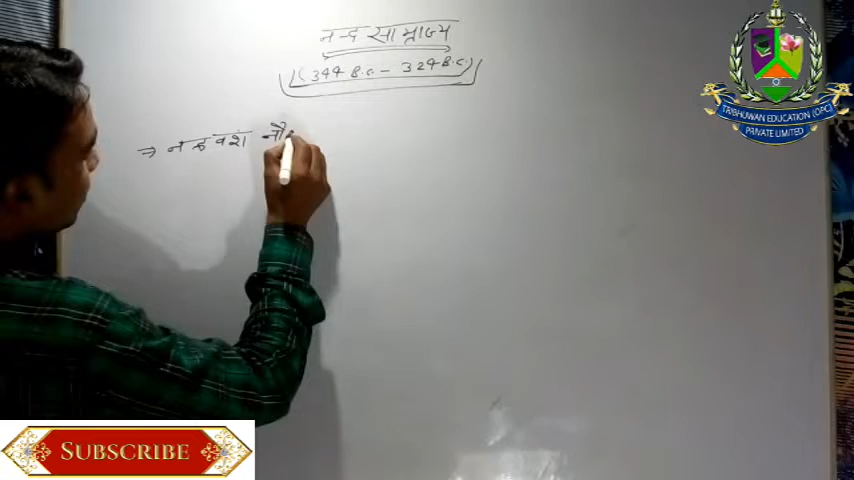 नन्द साम्राज्य
(344 B.C. - 324 B.C.)
→ नन्द वंश नौ
TRIBHUWAN EDUCATION (OPC)
PRIVATE LIMITED
SUBSCRIBE